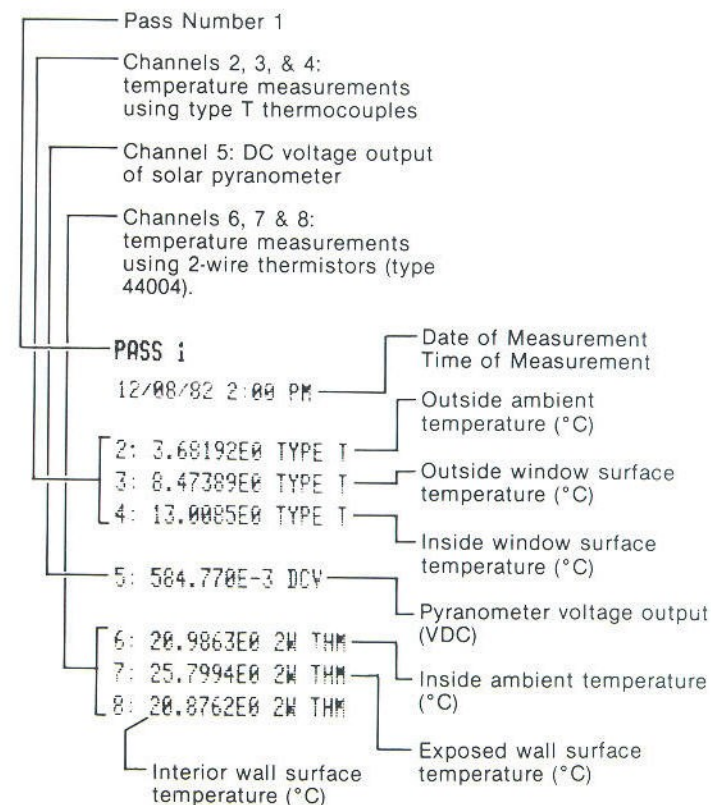 Pass Number 1
Channels 2, 3, & 4:
temperature measurements
using type T thermocouples
Channel 5: DC voltage output
of solar pyranometer
Channels 6, 7 & 8:
temperature measurements
using 2-wire thermistors (type
44004).
PASS 1
12/08/82 2:00 PM
Date of Measurement
Time of Measurement
2: 3.68192E0 TYPE T
3: 8.47389E0 TYPE T
4: 13.0085E0 TYPE T
Outside ambient
temperature (°C)
Outside window surface
temperature (°C)
Inside window surface
temperature (°C)
5: 584.770E-3 DCV
Pyranometer voltage output
(VDC)
6: 20.9863E0 2W THM
7: 25.7994E0 2W THM
8: 20.8762E0 2W THM
Inside ambient temperature
(°C)
Exposed wall surface
temperature (°C)
Interior wall surface
temperature (°C)